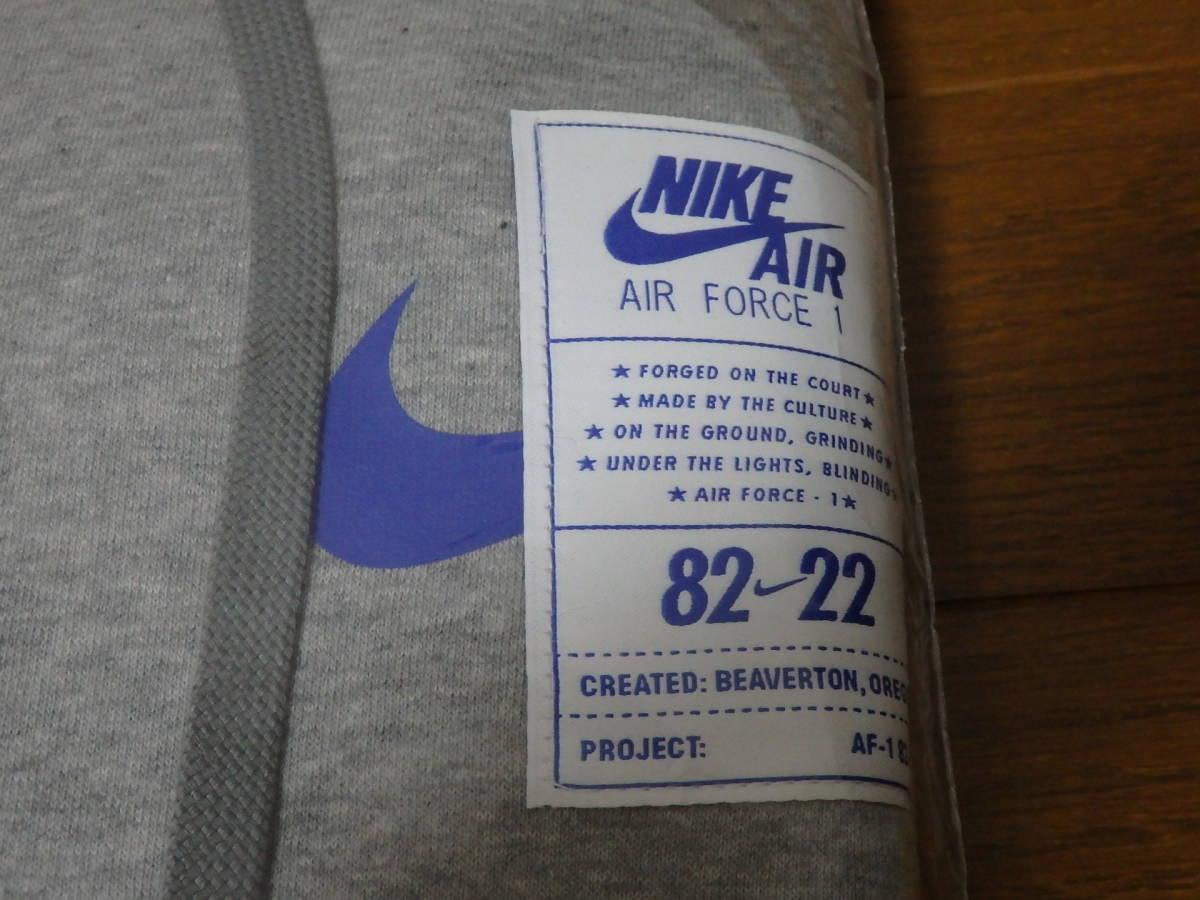 NIKE
AIR
AIR FORCE 1
★ FORGED ON THE COURT ★
★ MADE BY THE CULTURE ★
★ ON THE GROUND, GRINDING ★
★ UNDER THE LIGHTS, BLINDING ★
★ AIR FORCE - 1 ★
82 22
CREATED: BEAVERTON,
PROJECT: AF-1